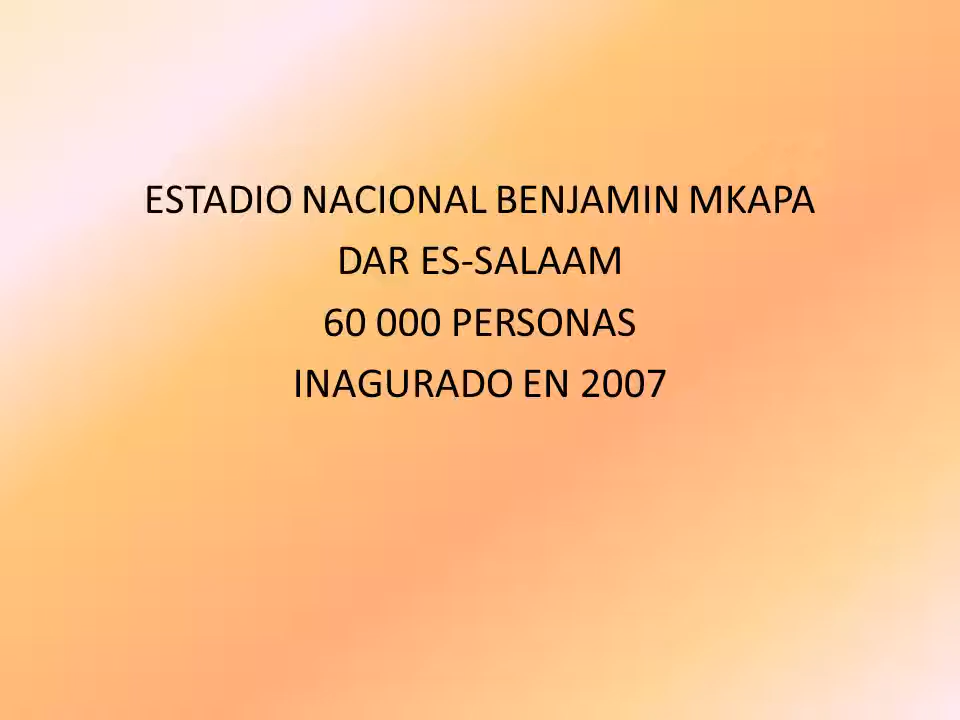 ESTADIO NACIONAL BENJAMIN MKAPA
DAR ES-SALAAM
60 000 PERSONAS
INAGURADO EN 2007